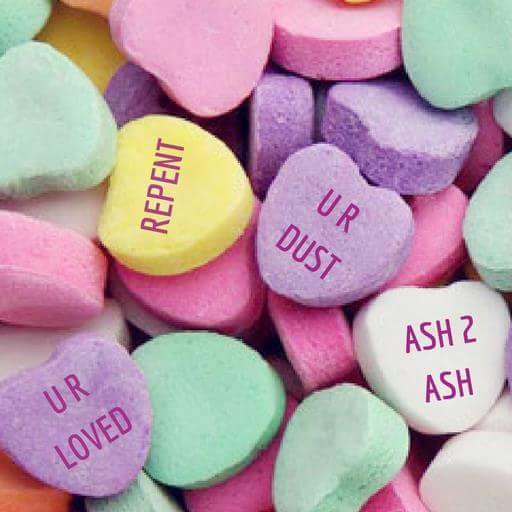 REPENT
U R
DUST
ASH 2
ASH
U R
LOVED